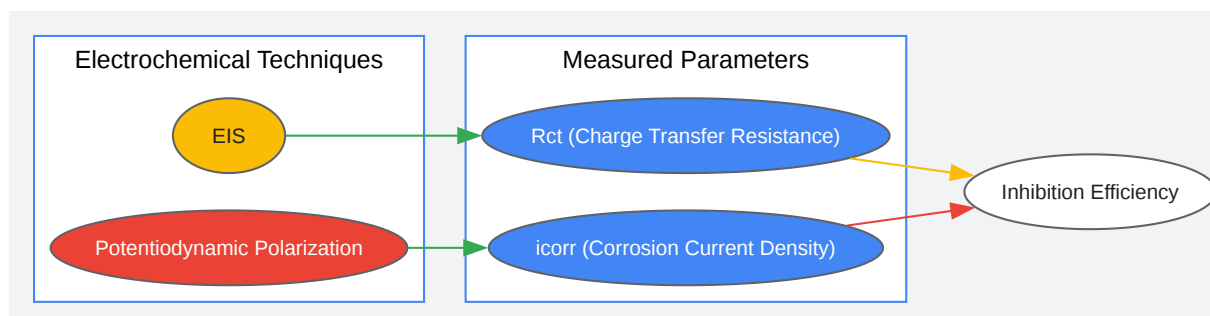 Electrochemical Techniques
EIS
Potentiodynamic Polarization
Measured Parameters
Rct (Charge Transfer Resistance)
icorr (Corrosion Current Density)
Inhibition Efficiency